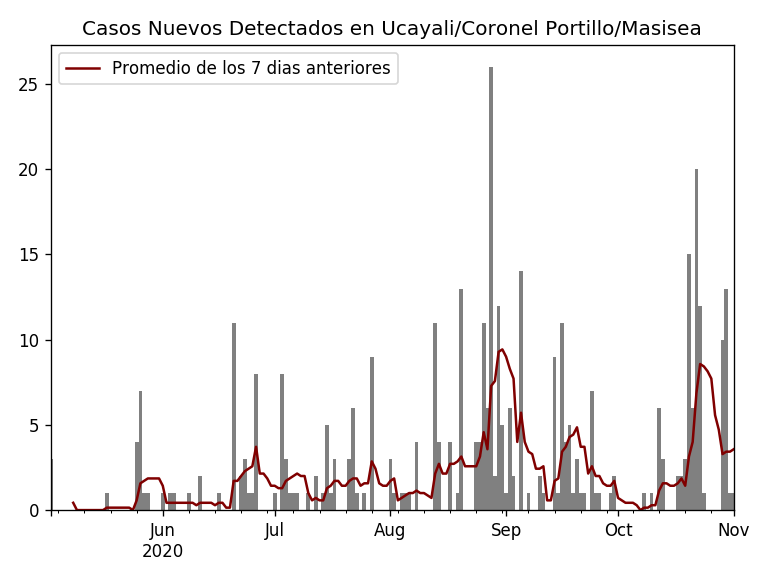 Casos Nuevos Detectados en Ucayali/Coronel Portillo/Masisea
Promedio de los 7 dias anteriores
25
20
15
10
5
0
Jun Jul Aug Sep Oct Nov
2020